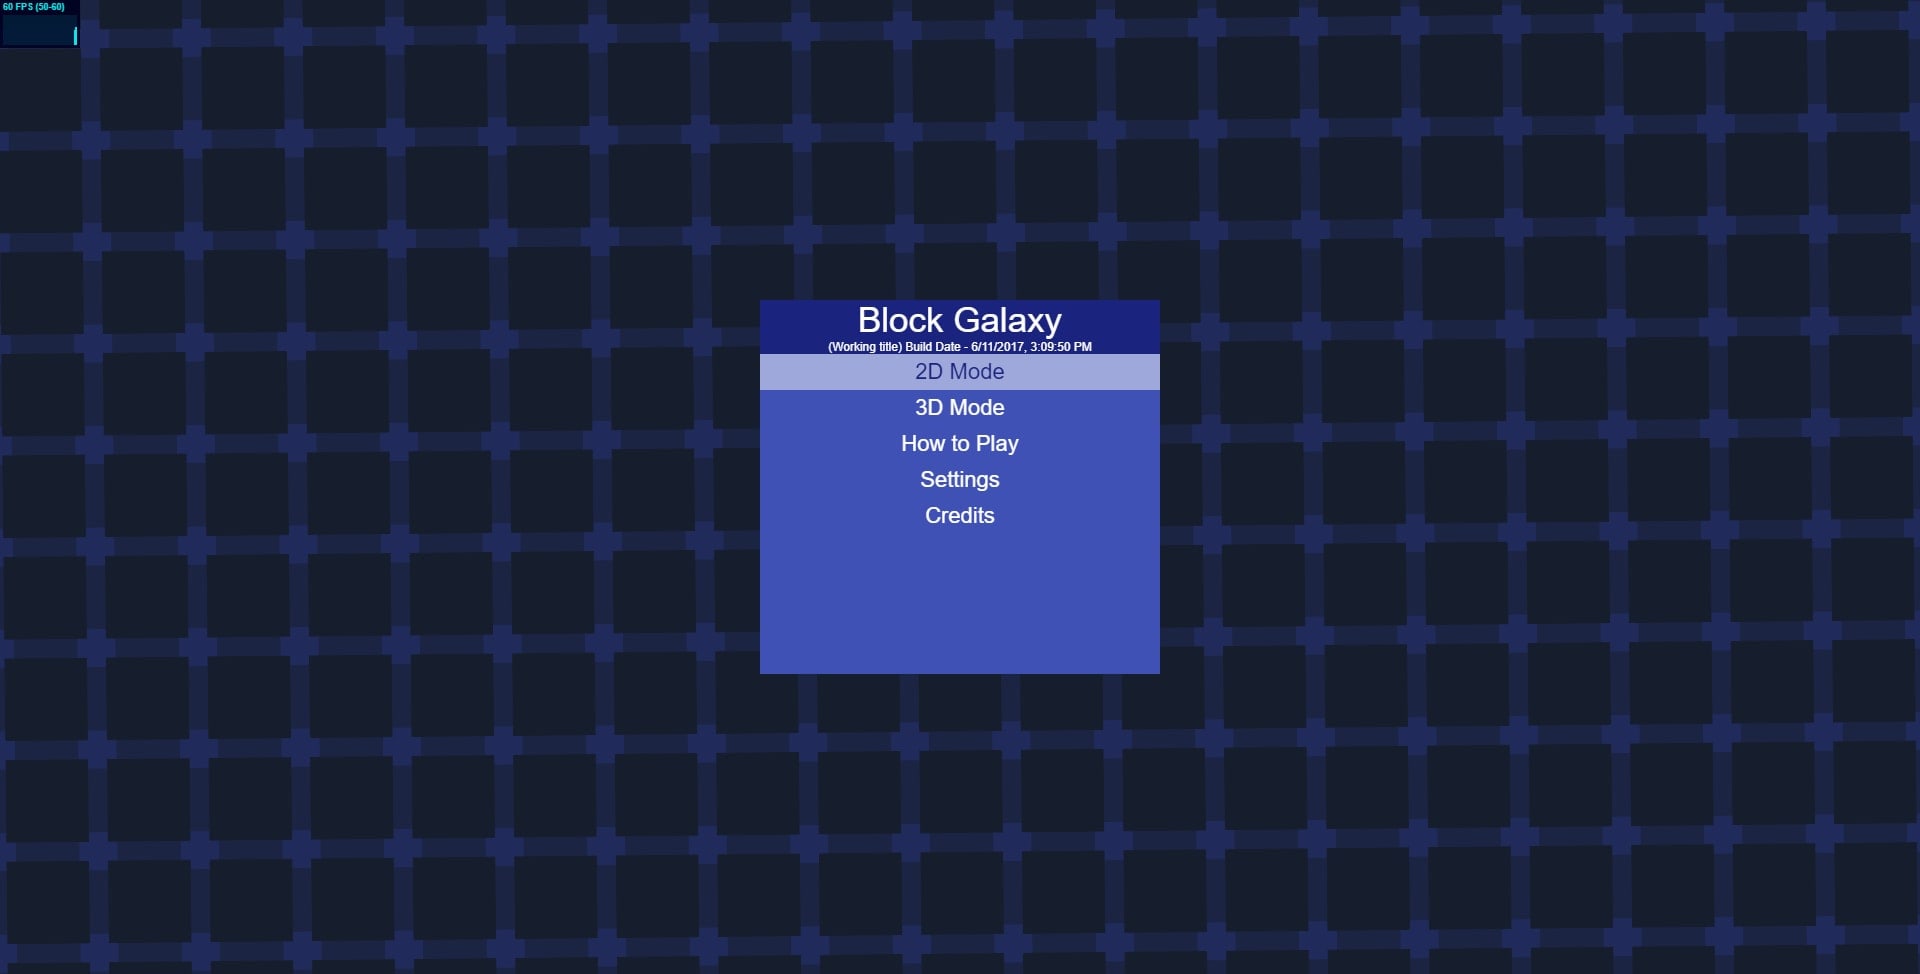 60 FPS (50-60)
Block Galaxy
(Working title) Build Date - 6/11/2017, 3:09:50 PM
2D Mode
3D Mode
How to Play
Settings
Credits